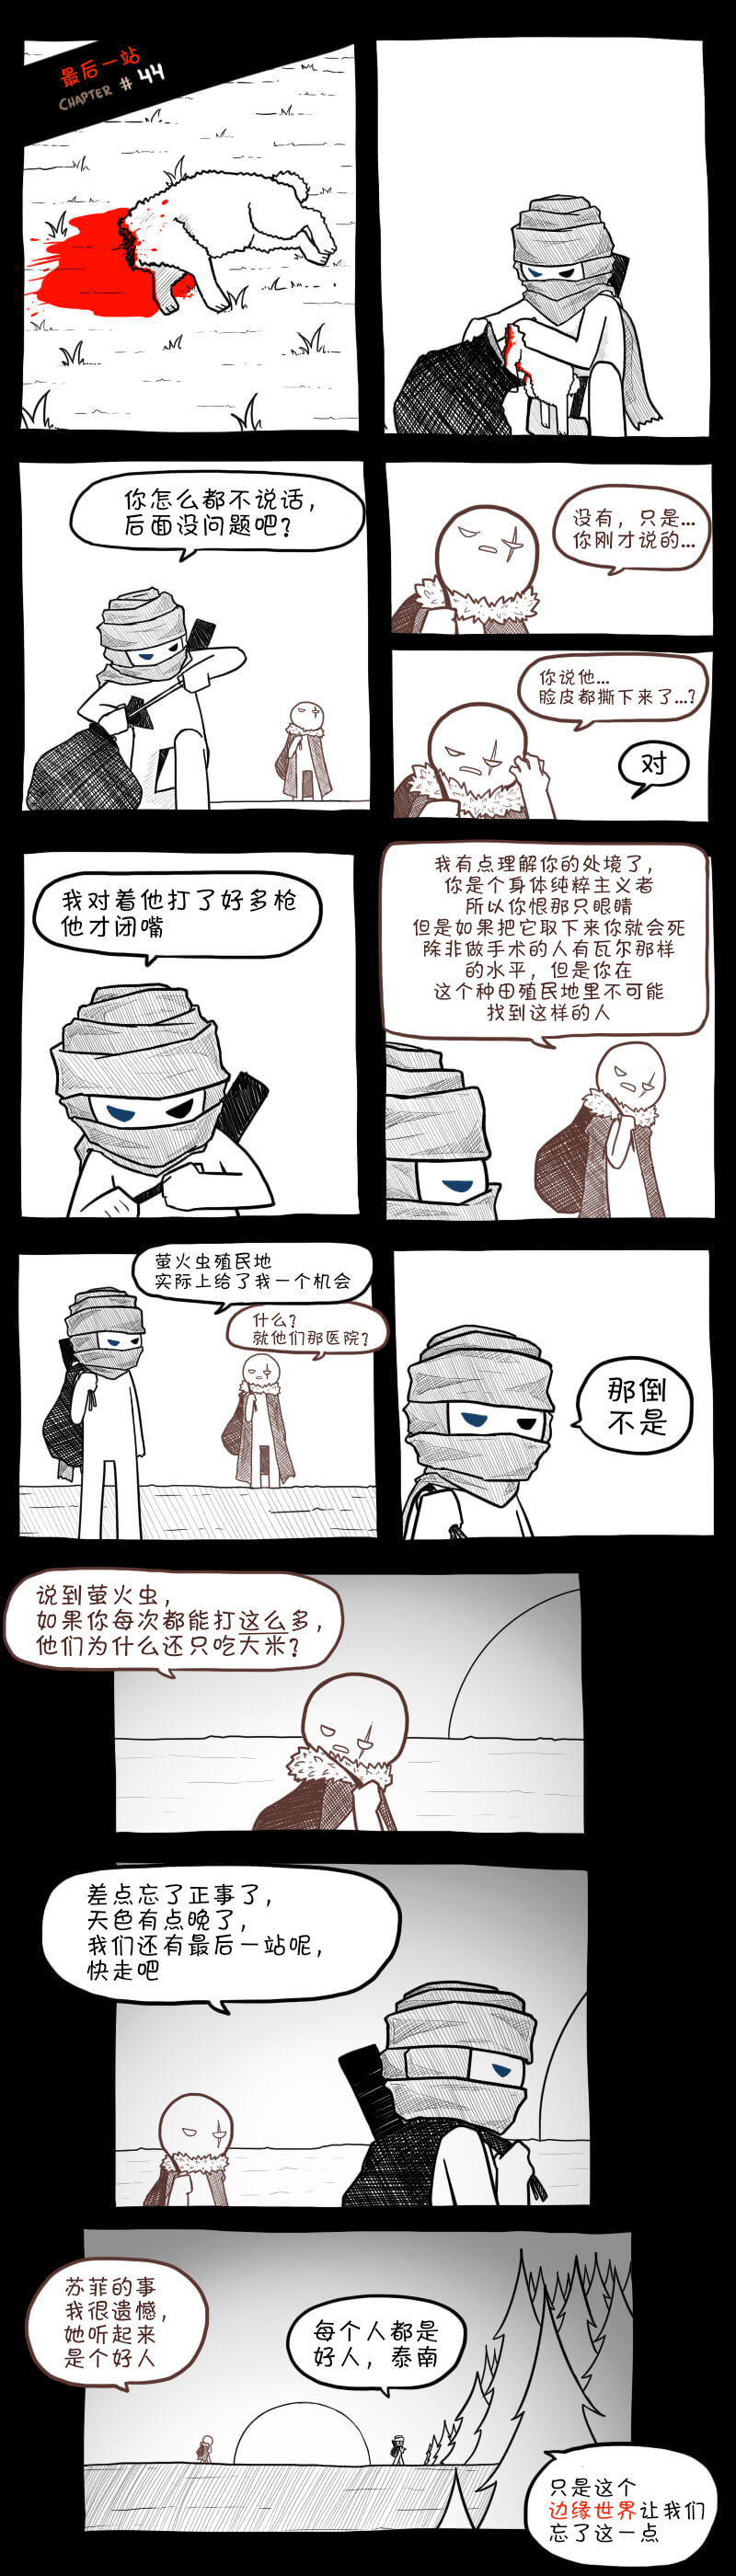 最后一站
CHAPTER # 44
你怎么都不说话，
后面没问题吧？
没有，只是...
你刚才说的...
你说他...
脸皮都撕下来了...？
对
我对着他打了好多枪
他才闭嘴
我有点理解你的处境了，
你是个身体纯粹主义者
所以你恨那只眼睛
但是如果把它取下来你就会死
除非做手术的人有瓦尔那样
的水平，但是你在
这个种田殖民地里不可能
找到这样的人
萤火虫殖民地
实际上给了我一个机会
什么？
就他们那医院？
那倒
不是
说到萤火虫，
如果你每次都能打这么多，
他们为什么还只吃大米？
差点忘了正事了，
天色有点晚了，
我们还有最后一站呢，
快走吧
苏菲的事
我很遗憾，
她听起来
是个好人
每个人都是
好人，泰南
只是这个
边缘世界让我们
忘了这一点